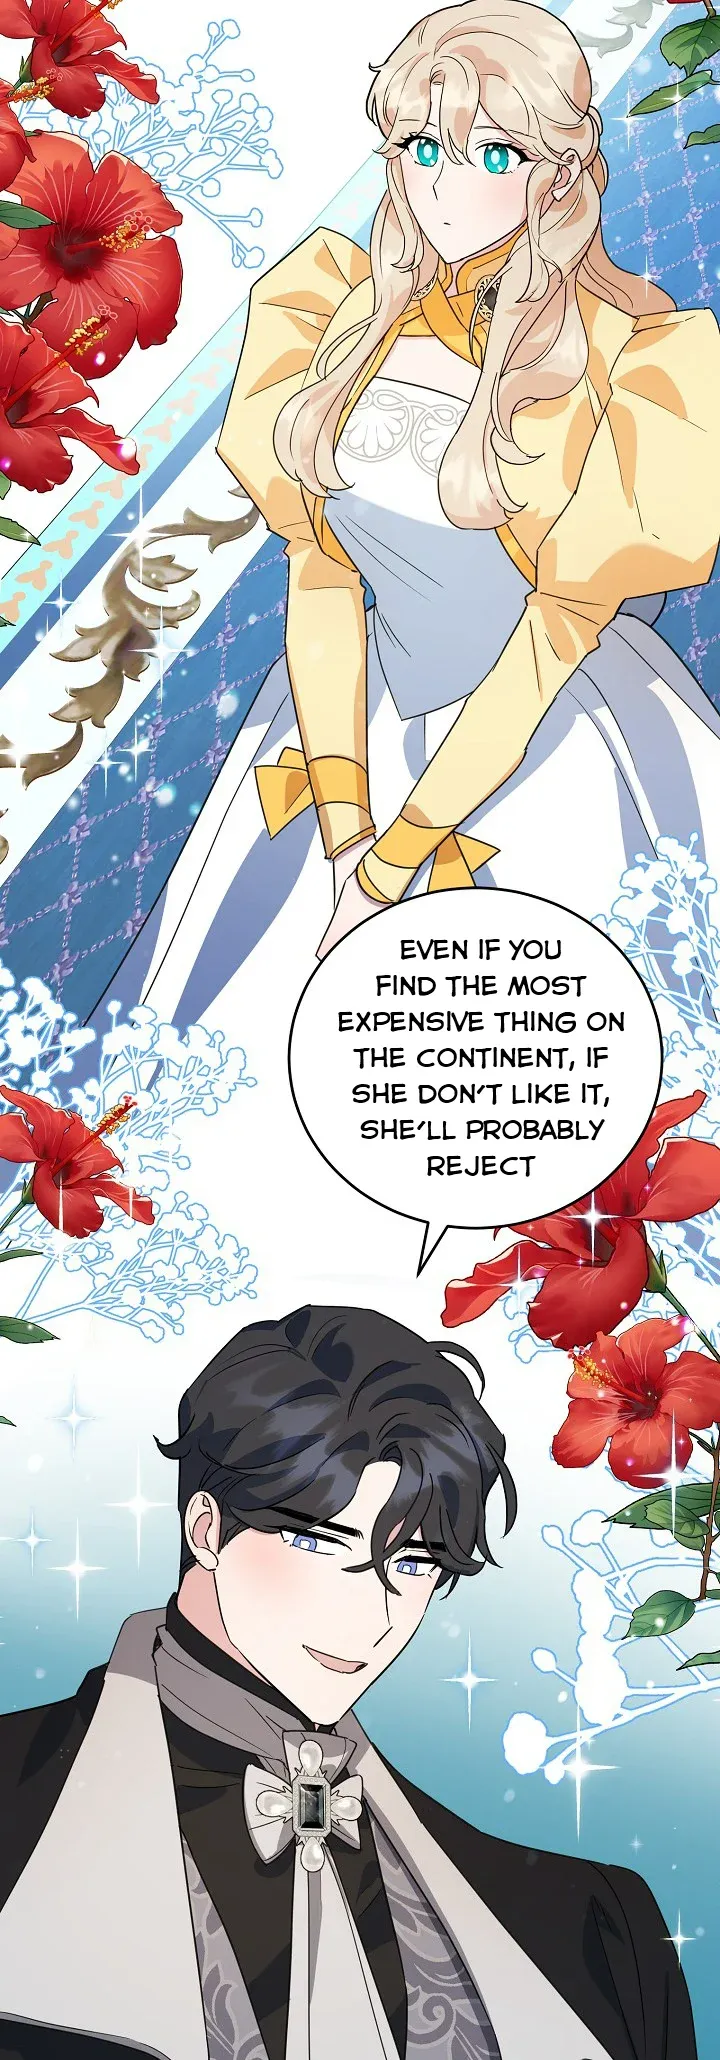 EVEN IF YOU
FIND THE MOST
EXPENSIVE THING ON
THE CONTINENT, IF
SHE DON'T LIKE IT,
SHE'LL PROBABLY
REJECT